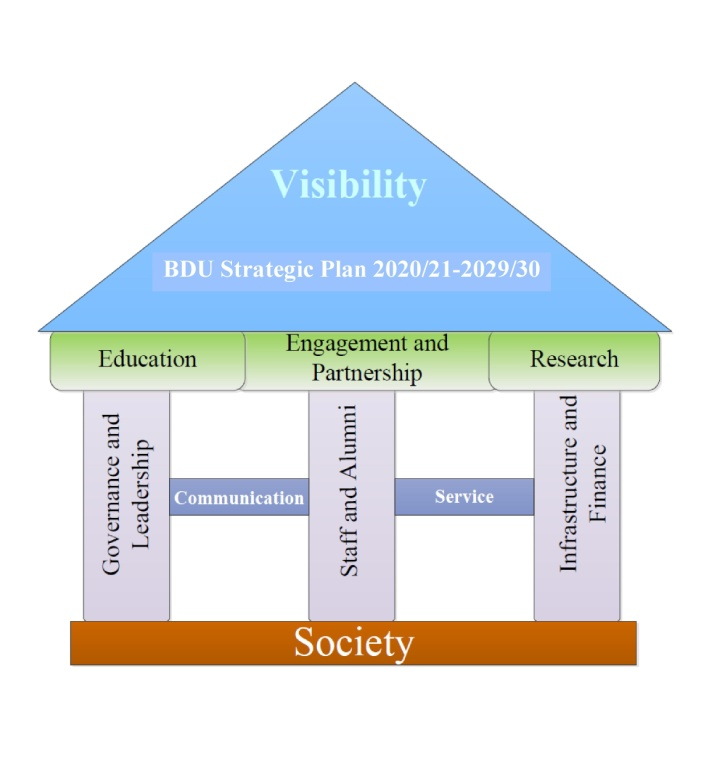 Visibility
BDU Strategic Plan 2020/21-2029/30
Education
Engagement and
Partnership
Research
Governance and
Leadership
Communication
Staff and Alumni
Service
Infrastructure and
Finance
Society